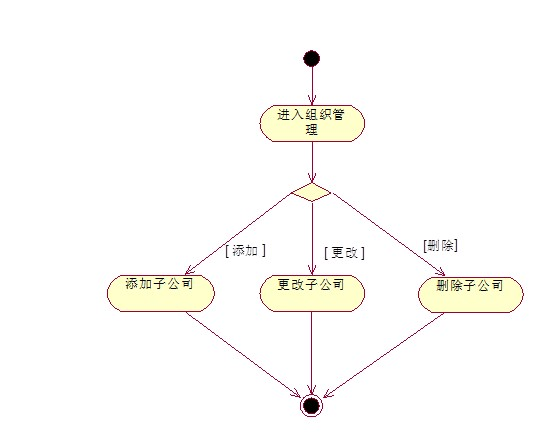 进入组织管
理
[ 添加 ]
[ 更改 ]
[删除]
添加子公司
更改子公司
删除子公司